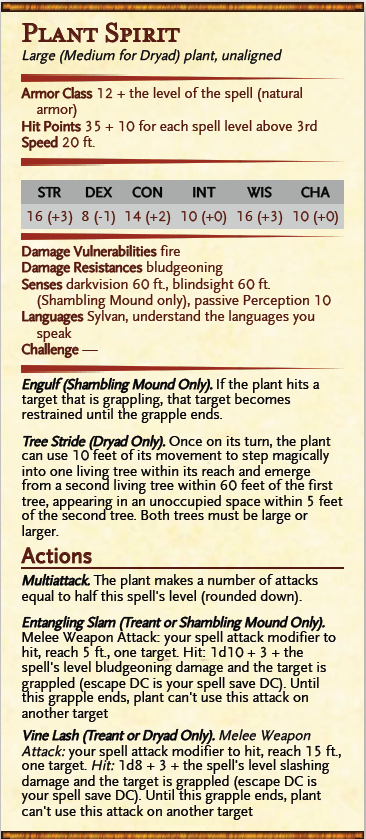 Plant Spirit
Large (Medium for Dryad) plant, unaligned
Armor Class 12 + the level of the spell (natural
armor)
Hit Points 35 + 10 for each spell level above 3rd
Speed 20 ft.
STR DEX CON INT WIS CHA
16 (+3) 8 (-1) 14 (+2) 10 (+0) 16 (+3) 10 (+0)
Damage Vulnerabilities fire
Damage Resistances bludgeoning
Senses darkvision 60 ft., blindsight 60 ft.
(Shambling Mound only), passive Perception 10
Languages Sylvan, understand the languages you
speak
Challenge —
Engulf (Shambling Mound Only). If the plant hits a
target that is grappling, that target becomes
restrained until the grapple ends.
Tree Stride (Dryad Only). Once on its turn, the plant
can use 10 feet of its movement to step magically
into one living tree within its reach and emerge
from a second living tree within 60 feet of the first
tree, appearing in an unoccupied space within 5 feet
of the second tree. Both trees must be large or
larger.
Actions
Multiattack. The plant makes a number of attacks
equal to half this spell's level (rounded down).
Entangling Slam (Treant or Shambling Mound Only).
Melee Weapon Attack: your spell attack modifier to
hit, reach 5 ft., one target. Hit: 1d10 + 3 + the
spell's level bludgeoning damage and the target is
grappled (escape DC is your spell save DC). Until
this grapple ends, plant can't use this attack on
another target
Vine Lash (Treant or Dryad Only). Melee Weapon
Attack: your spell attack modifier to hit, reach 15 ft.,
one target. Hit: 1d8 + 3 + the spell's level slashing
damage and the target is grappled (escape DC is
your spell save DC). Until this grapple ends, plant
can't use this attack on another target